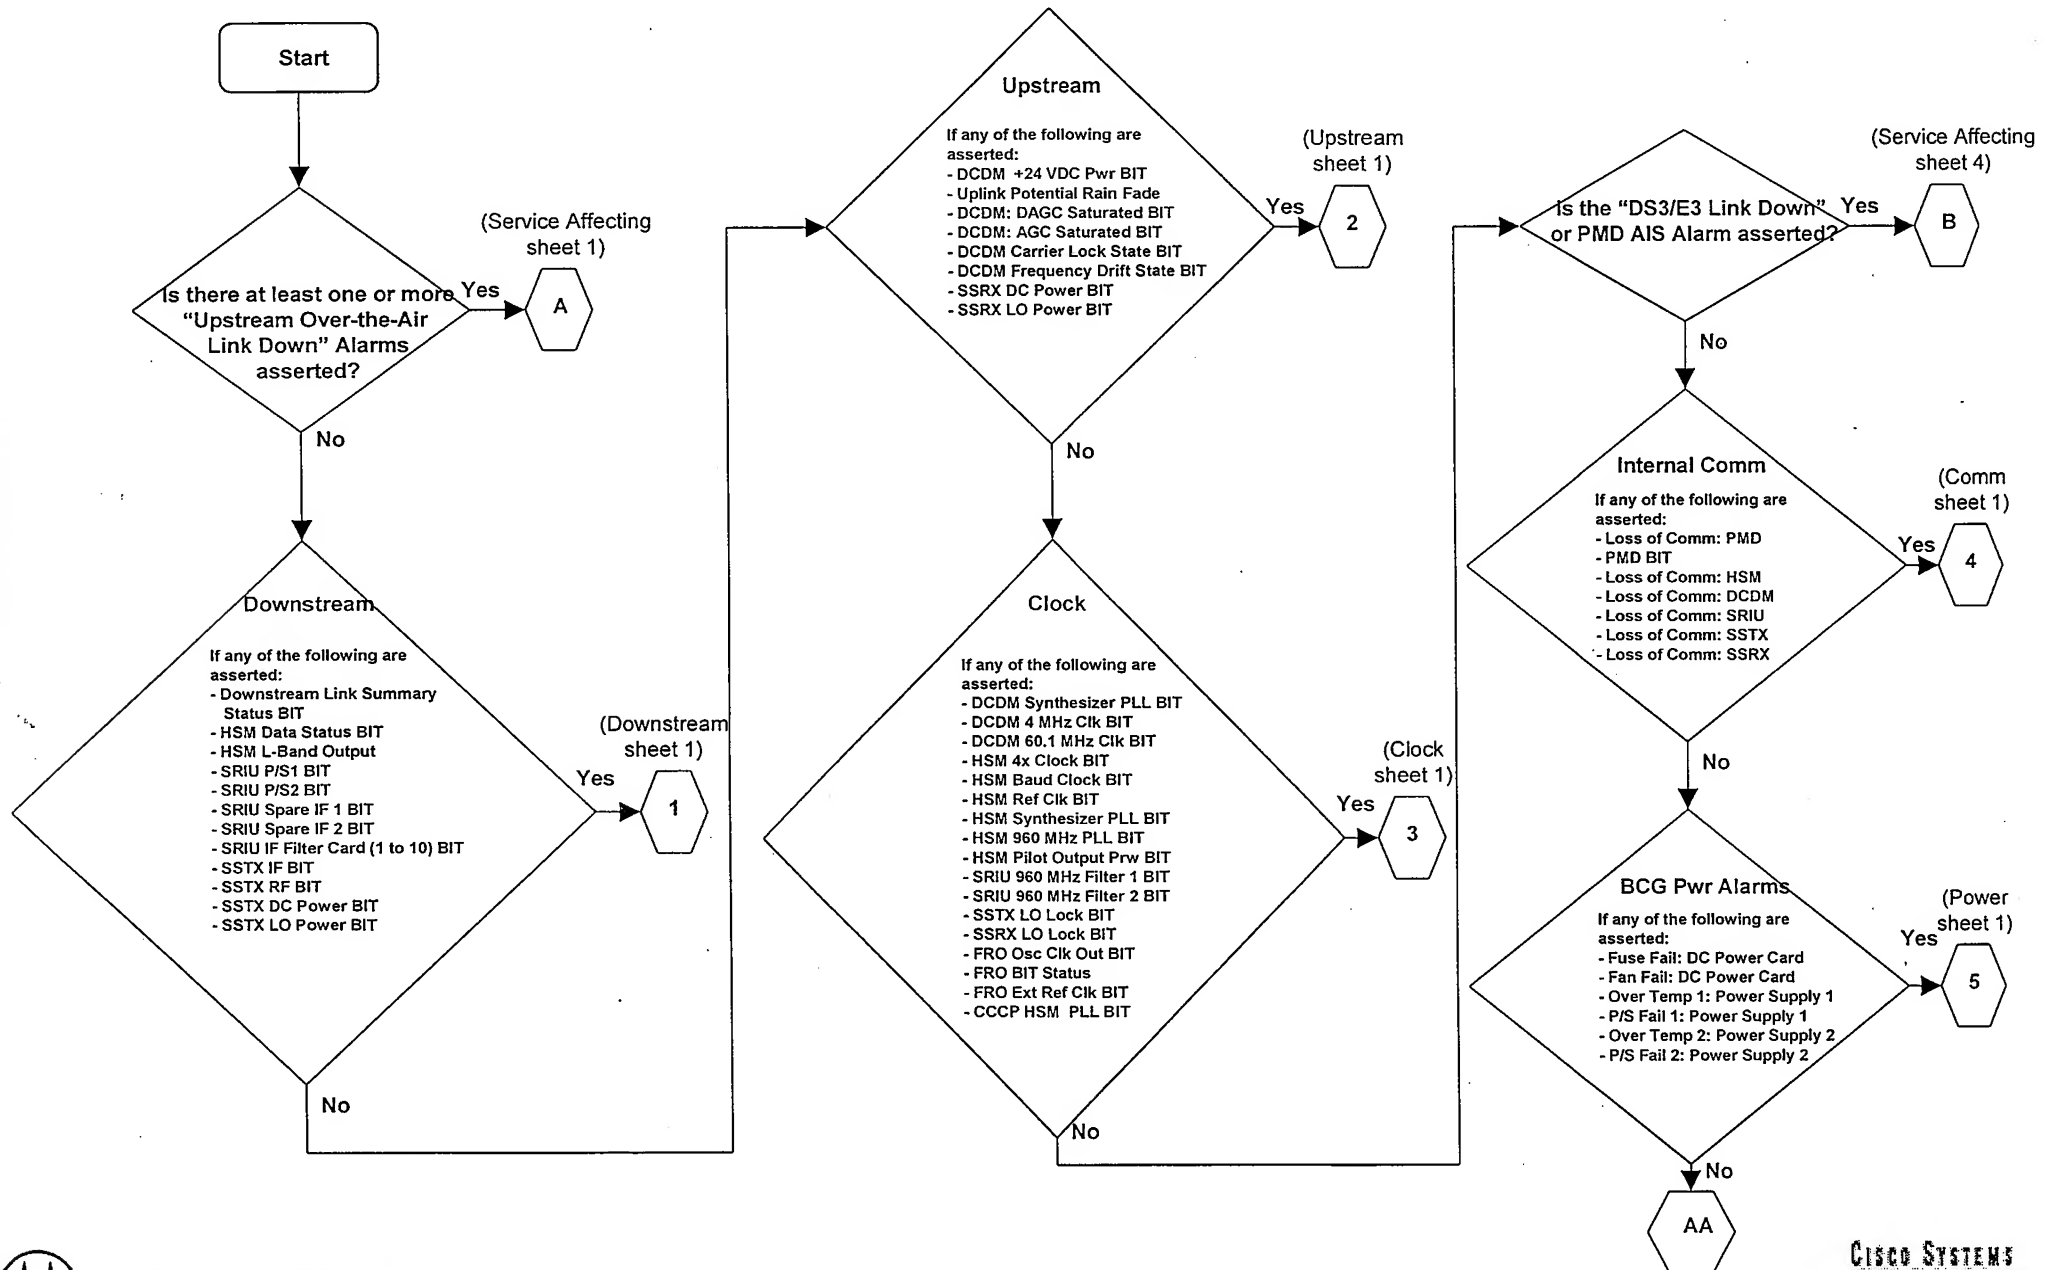 Start
(Service Affecting
sheet 1)
Is there at least one or more
"Upstream Over-the-Air
Link Down" Alarms
asserted?
Yes
A
No
Downstream
If any of the following are
asserted:
- Downstream Link Summary
Status BIT
- HSM Data Status BIT
- HSM L-Band Output
- SRIU P/S1 BIT
- SRIU P/S2 BIT
- SRIU Spare IF 1 BIT
- SRIU Spare IF 2 BIT
- SRIU IF Filter Card (1 to 10) BIT
- SSTX IF BIT
- SSTX RF BIT
- SSTX DC Power BIT
- SSTX LO Power BIT
(Downstream
sheet 1)
Yes
1
No
Upstream
If any of the following are
asserted:
- DCDM +24 VDC Pwr BIT
- Uplink Potential Rain Fade
- DCDM: DAGC Saturated BIT
- DCDM: AGC Saturated BIT
- DCDM Carrier Lock State BIT
- DCDM Frequency Drift State BIT
- SSRX DC Power BIT
- SSRX LO Power BIT
(Upstream
sheet 1)
Yes
2
No
Clock
If any of the following are
asserted:
- DCDM Synthesizer PLL BIT
- DCDM 4 MHz Clk BIT
- DCDM 60.1 MHz Clk BIT
- HSM 4x Clock BIT
- HSM Baud Clock BIT
- HSM Ref Clk BIT
- HSM Synthesizer PLL BIT
- HSM 960 MHz PLL BIT
- HSM Pilot Output Prw BIT
- SRIU 960 MHz Filter 1 BIT
- SRIU 960 MHz Filter 2 BIT
- SSTX LO Lock BIT
- SSRX LO Lock BIT
- FRO Osc Clk Out BIT
- FRO BIT Status
- FRO Ext Ref Clk BIT
- CCCP HSM PLL BIT
(Clock
sheet 1)
Yes
3
No
(Service Affecting
sheet 4)
Is the "DS3/E3 Link Down"
or PMD AIS Alarm asserted?
Yes
B
No
Internal Comm
If any of the following are
asserted:
- Loss of Comm: PMD
- PMD BIT
- Loss of Comm: HSM
- Loss of Comm: DCDM
- Loss of Comm: SRIU
- Loss of Comm: SSTX
- Loss of Comm: SSRX
(Comm
sheet 1)
Yes
4
No
BCG Pwr Alarms
If any of the following are
asserted:
- Fuse Fail: DC Power Card
- Fan Fail: DC Power Card
- Over Temp 1: Power Supply 1
- P/S Fail 1: Power Supply 1
- Over Temp 2: Power Supply 2
- P/S Fail 2: Power Supply 2
(Power
sheet 1)
Yes
5
No
AA
CISCO SYSTEMS